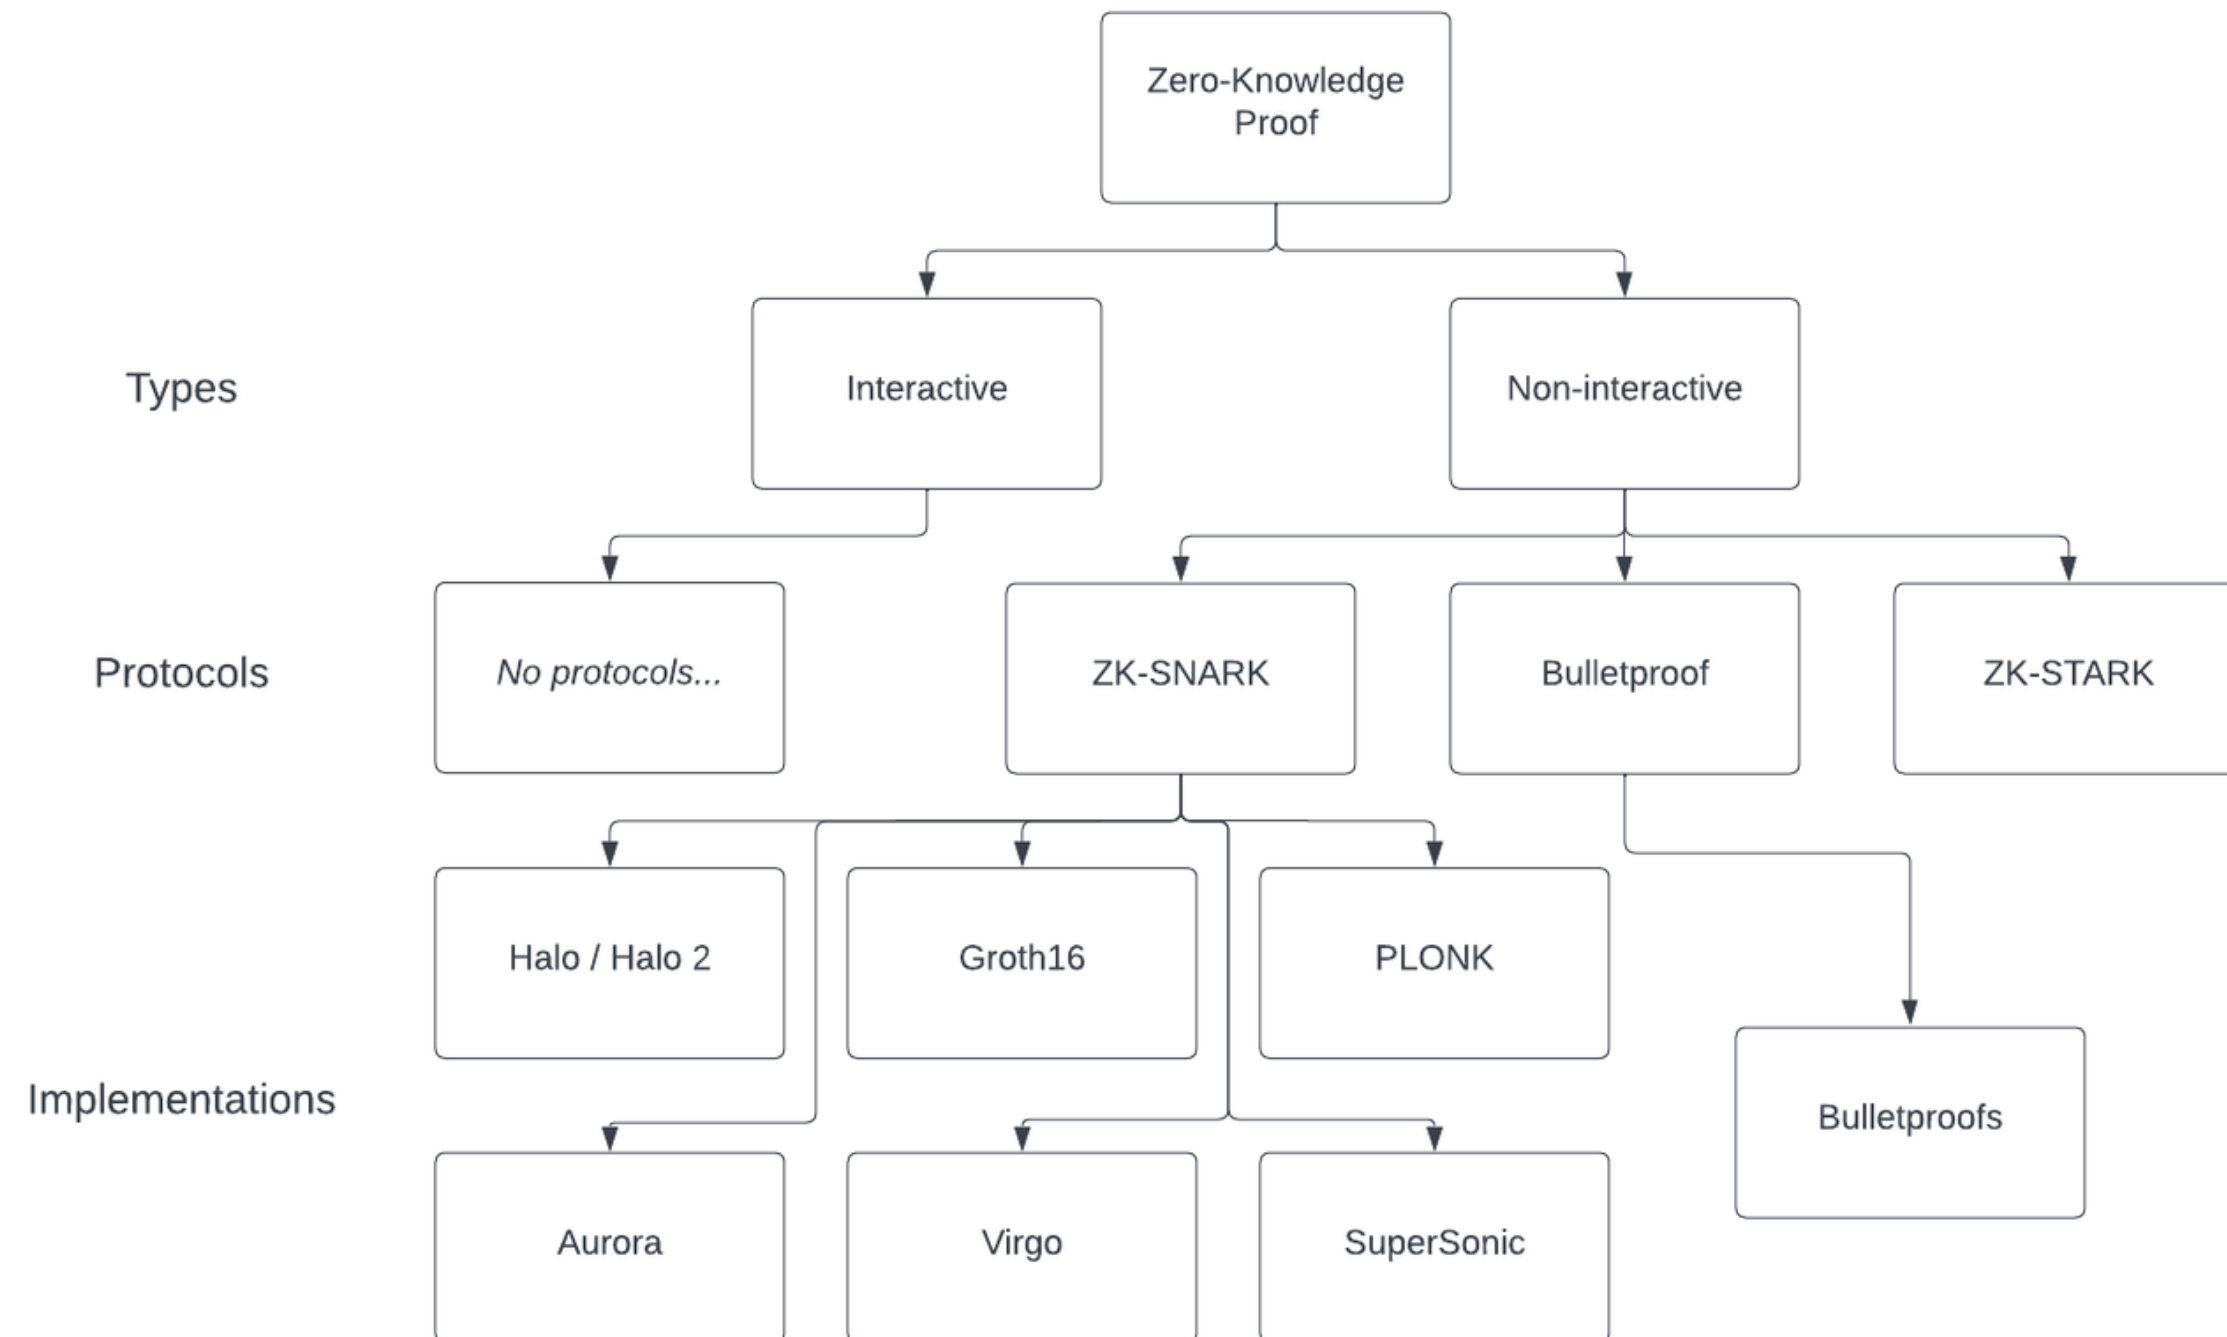 Zero-Knowledge
Proof
Types
Interactive
Non-interactive
Protocols
No protocols...
ZK-SNARK
Bulletproof
ZK-STARK
Halo / Halo 2
Groth16
PLONK
Implementations
Bulletproofs
Aurora
Virgo
SuperSonic